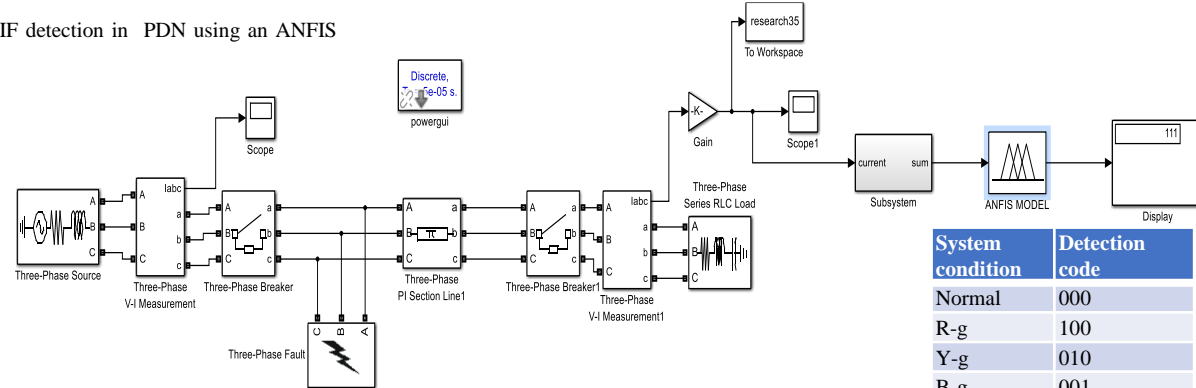 IF detection in PDN using an ANFIS
research35
To Workspace
Discrete,
5e-05 s.
powergui
-K-
Gain
Scope
Scope1
current sum
Subsystem
ANFIS MODEL
111
Display
A
B
C
Three-Phase Source
A
B
C
Iabc
a
b
c
Three-Phase
V-I Measurement
A
B
C
a
b
c
Three-Phase Breaker
A
B
C
π
a
b
c
Three-Phase
PI Section Line1
A
B
C
a
b
c
Three-Phase Breaker1
A
B
C
Iabc
a
b
c
Three-Phase
V-I Measurement1
Three-Phase
Series RLC Load
A
B
C
C B A
Three-Phase Fault
System condition Detection code
Normal 000
R-g 100
Y-g 010
B-g 001